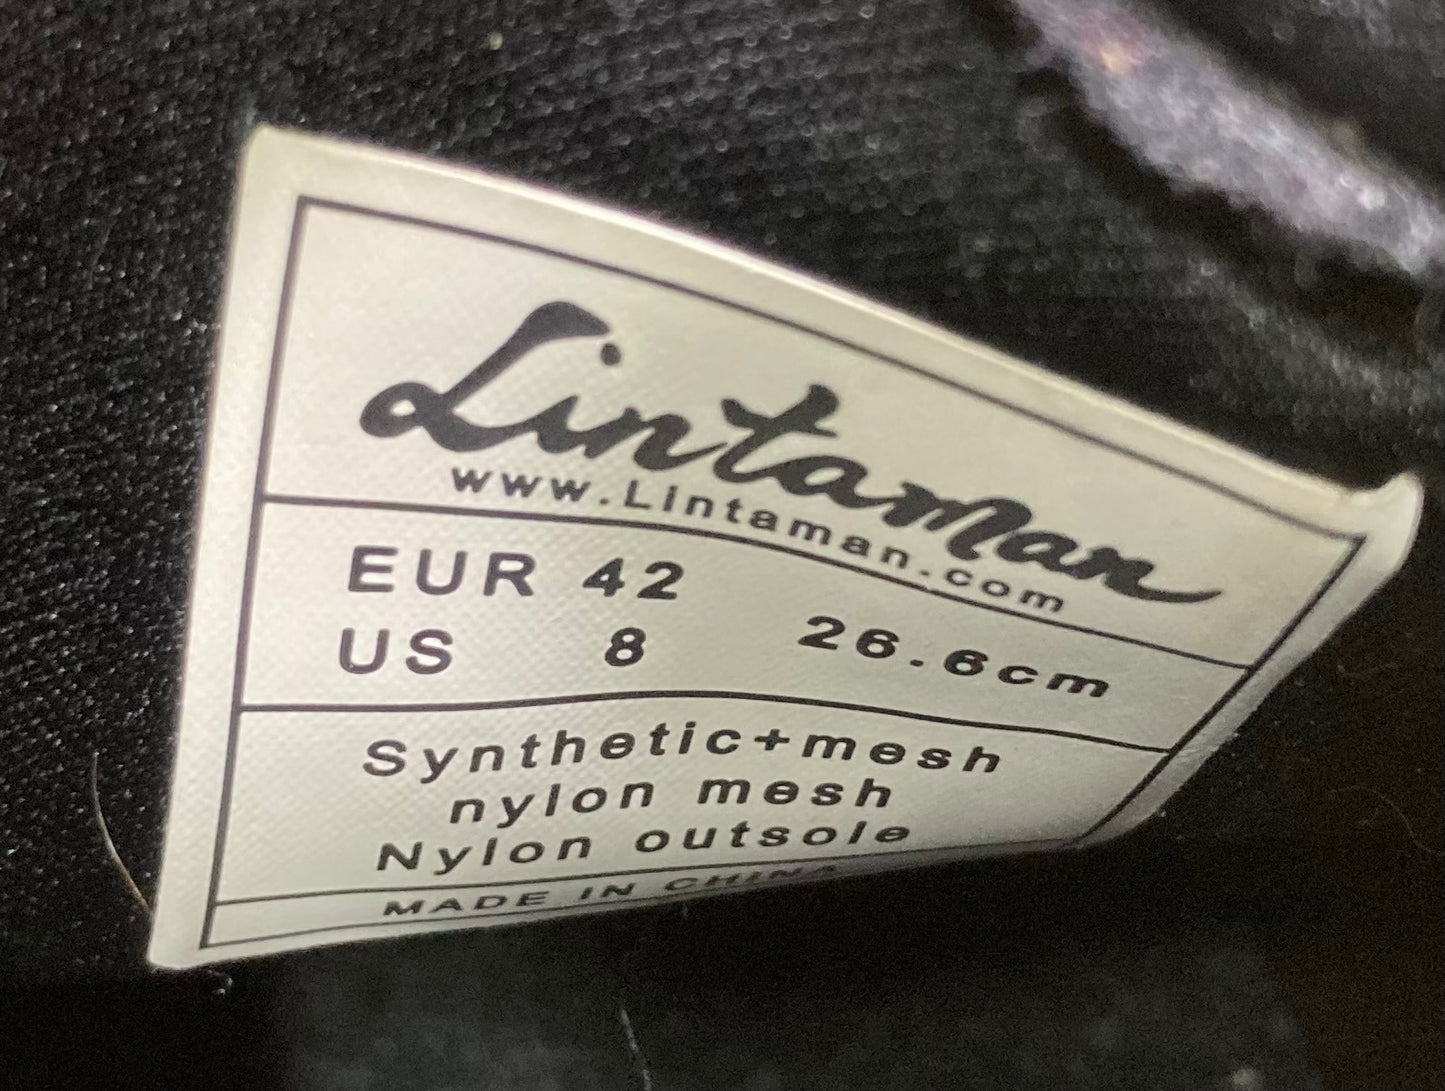 Lintaman
www.Lintaman.com
EUR 42
US 8 26.6cm
Synthetic+mesh
nylon mesh
Nylon outsole
MADE IN CHINA